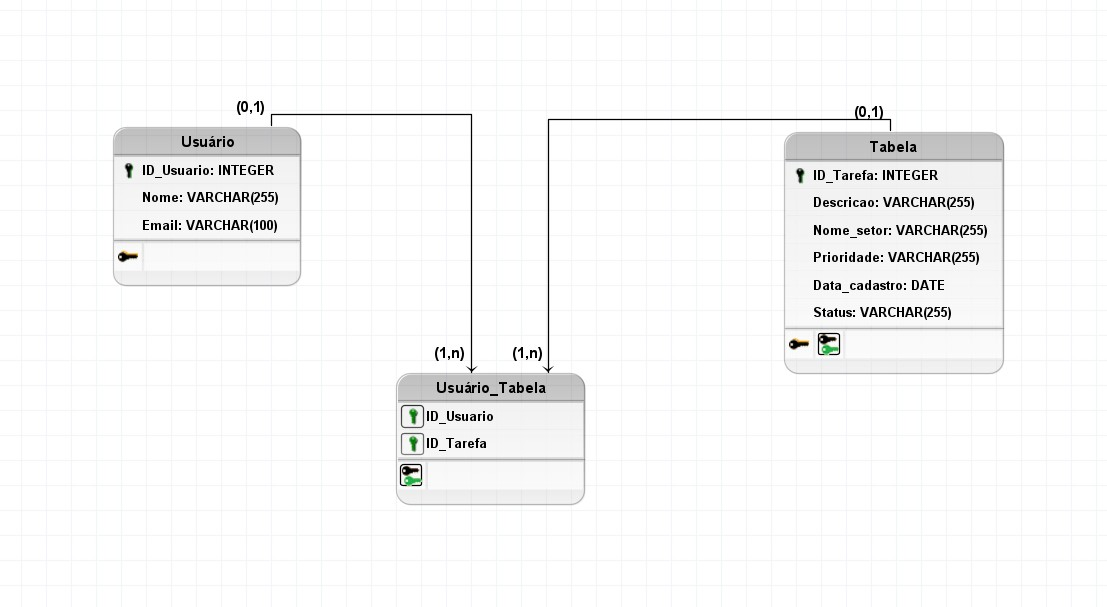 (0,1)
Usuário
ID_Usuario: INTEGER
Nome: VARCHAR(255)
Email: VARCHAR(100)
(0,1)
Tabela
ID_Tarefa: INTEGER
Descricao: VARCHAR(255)
Nome_setor: VARCHAR(255)
Prioridade: VARCHAR(255)
Data_cadastro: DATE
Status: VARCHAR(255)
(1,n)
(1,n)
Usuário_Tabela
ID_Usuario
ID_Tarefa